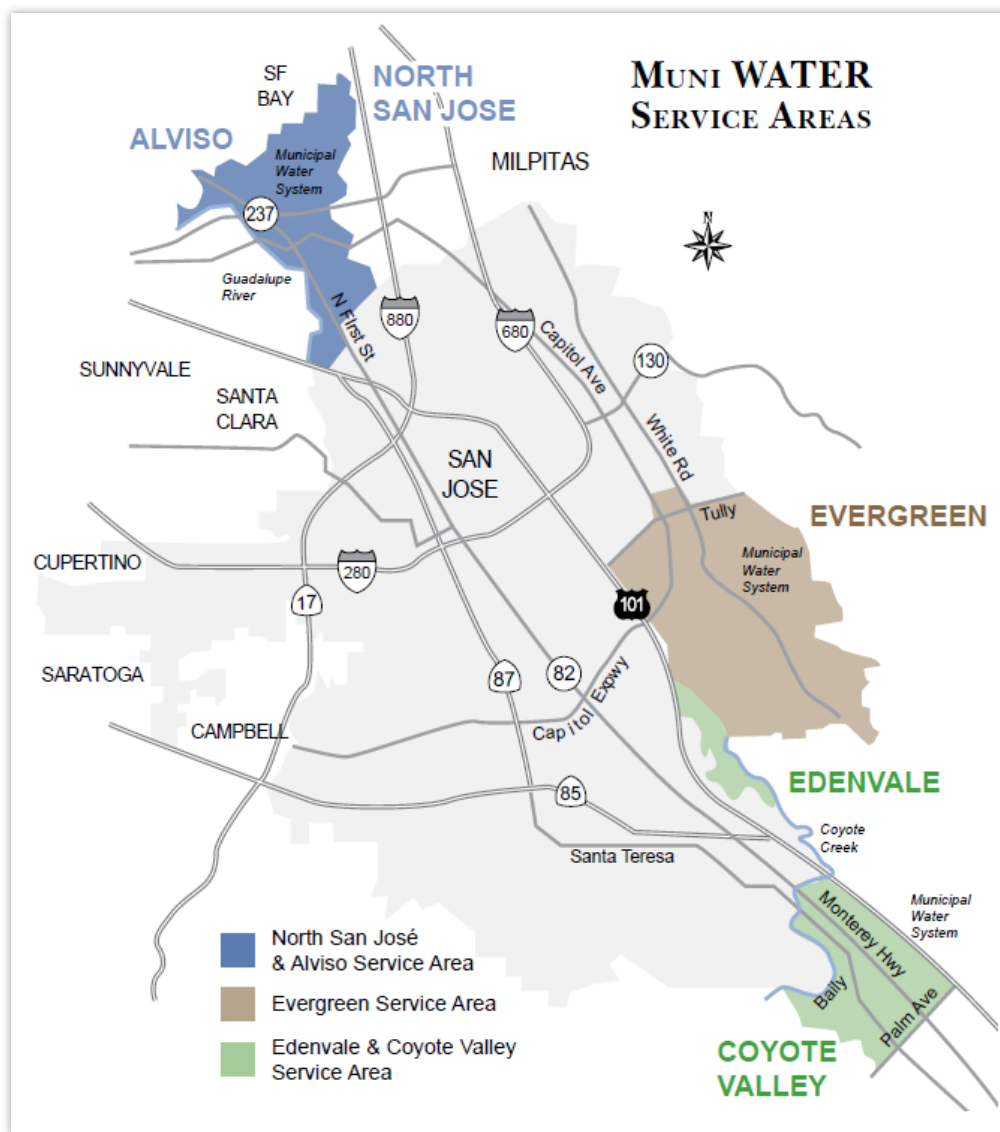 MUNI WATER
SERVICE AREAS
SF
BAY
NORTH
SAN JOSE
ALVISO
Municipal
Water
System
MILPITAS
N
237
Guadalupe
River
N First St
880
680
Capitol Ave
130
SUNNYVALE
SANTA
CLARA
White Rd
SAN
JOSE
Tully
EVERGREEN
Municipal
Water
System
CUPERTINO
280
17
101
SARATOGA
87
82
Capitol Expwy
CAMPBELL
EDENVALE
85
Coyote
Creek
Santa Teresa
Monterey Hwy
Municipal
Water
System
Baily
Palm Ave
COYOTE
VALLEY
North San José
& Alviso Service Area
Evergreen Service Area
Edenvale & Coyote Valley
Service Area